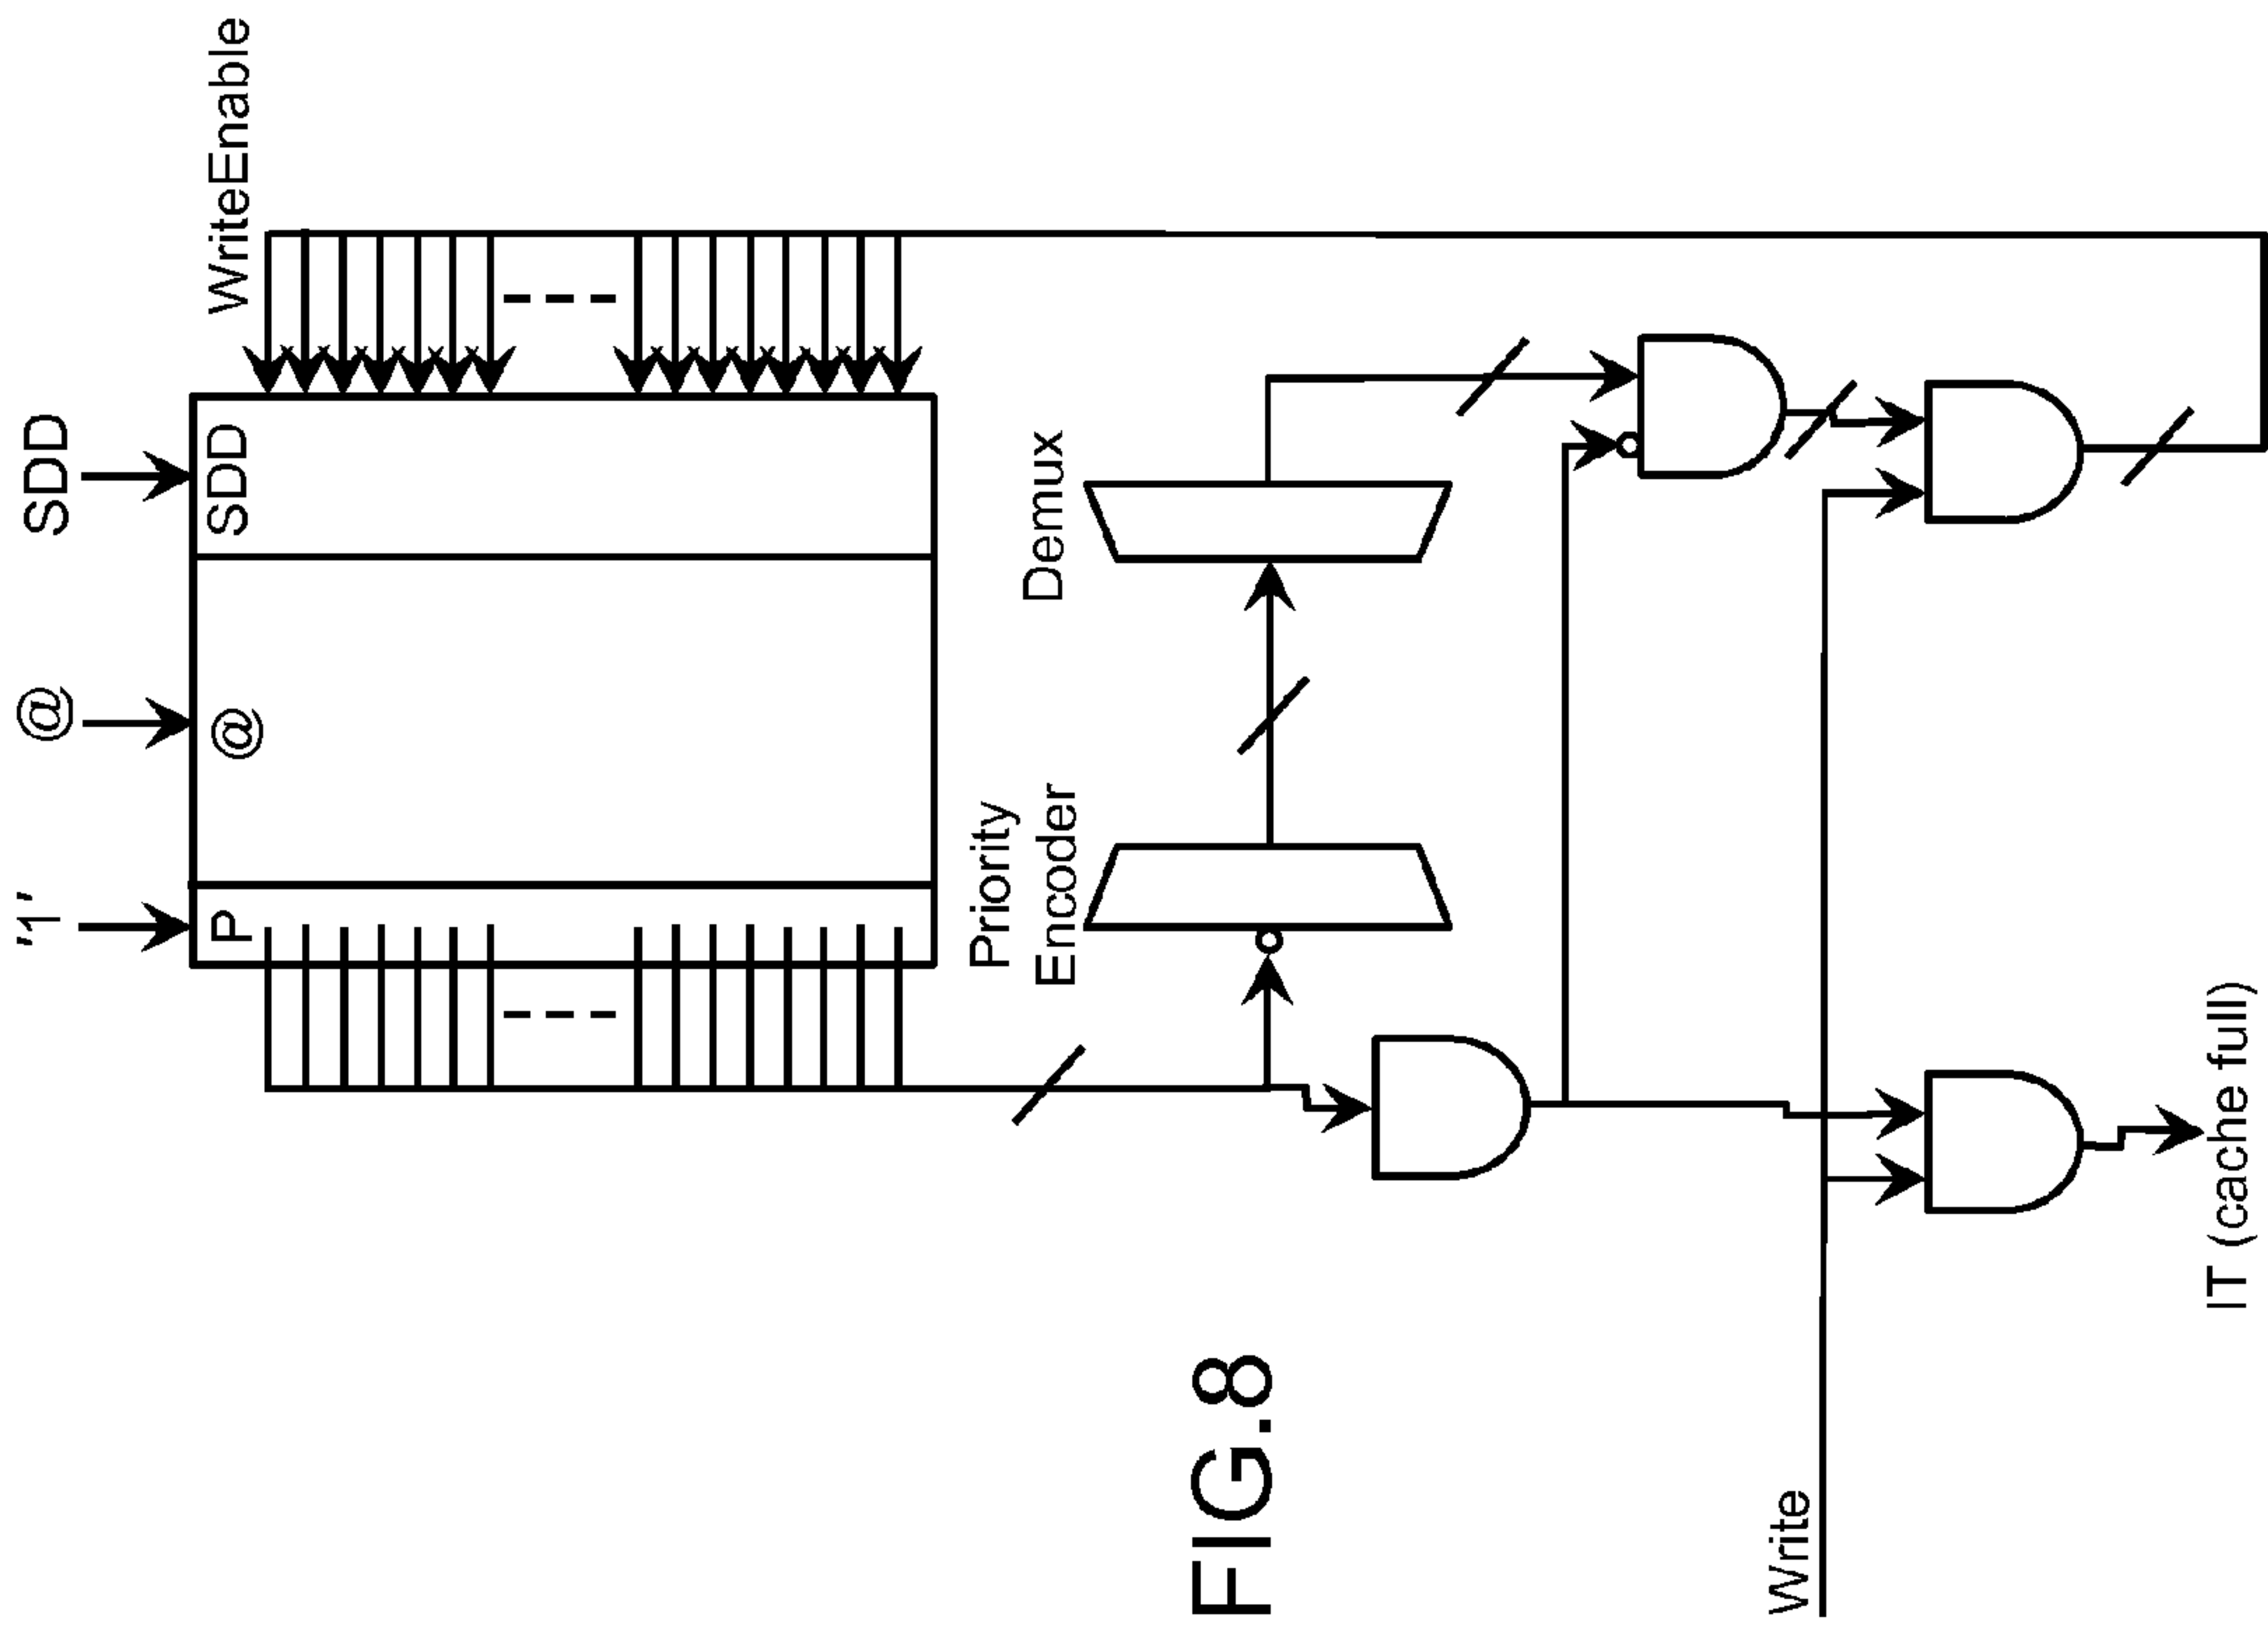 "1"
@
SDD
P
@
SDD
WriteEnable
Priority
Encoder
Demux
FIG.8
Write
IT (cache full)